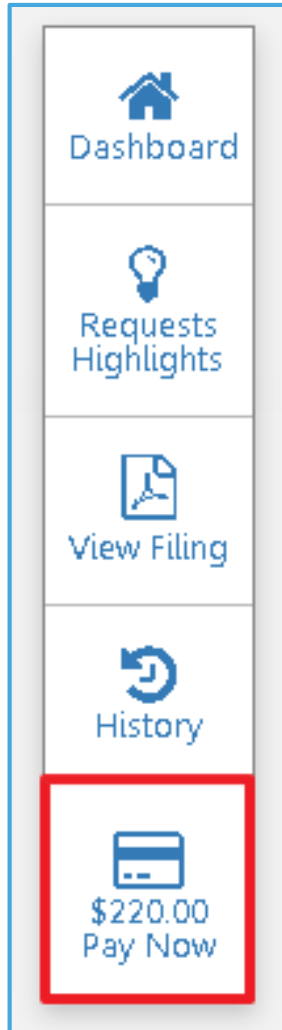 Dashboard
Requests
Highlights
View Filing
History
$220.00
Pay Now